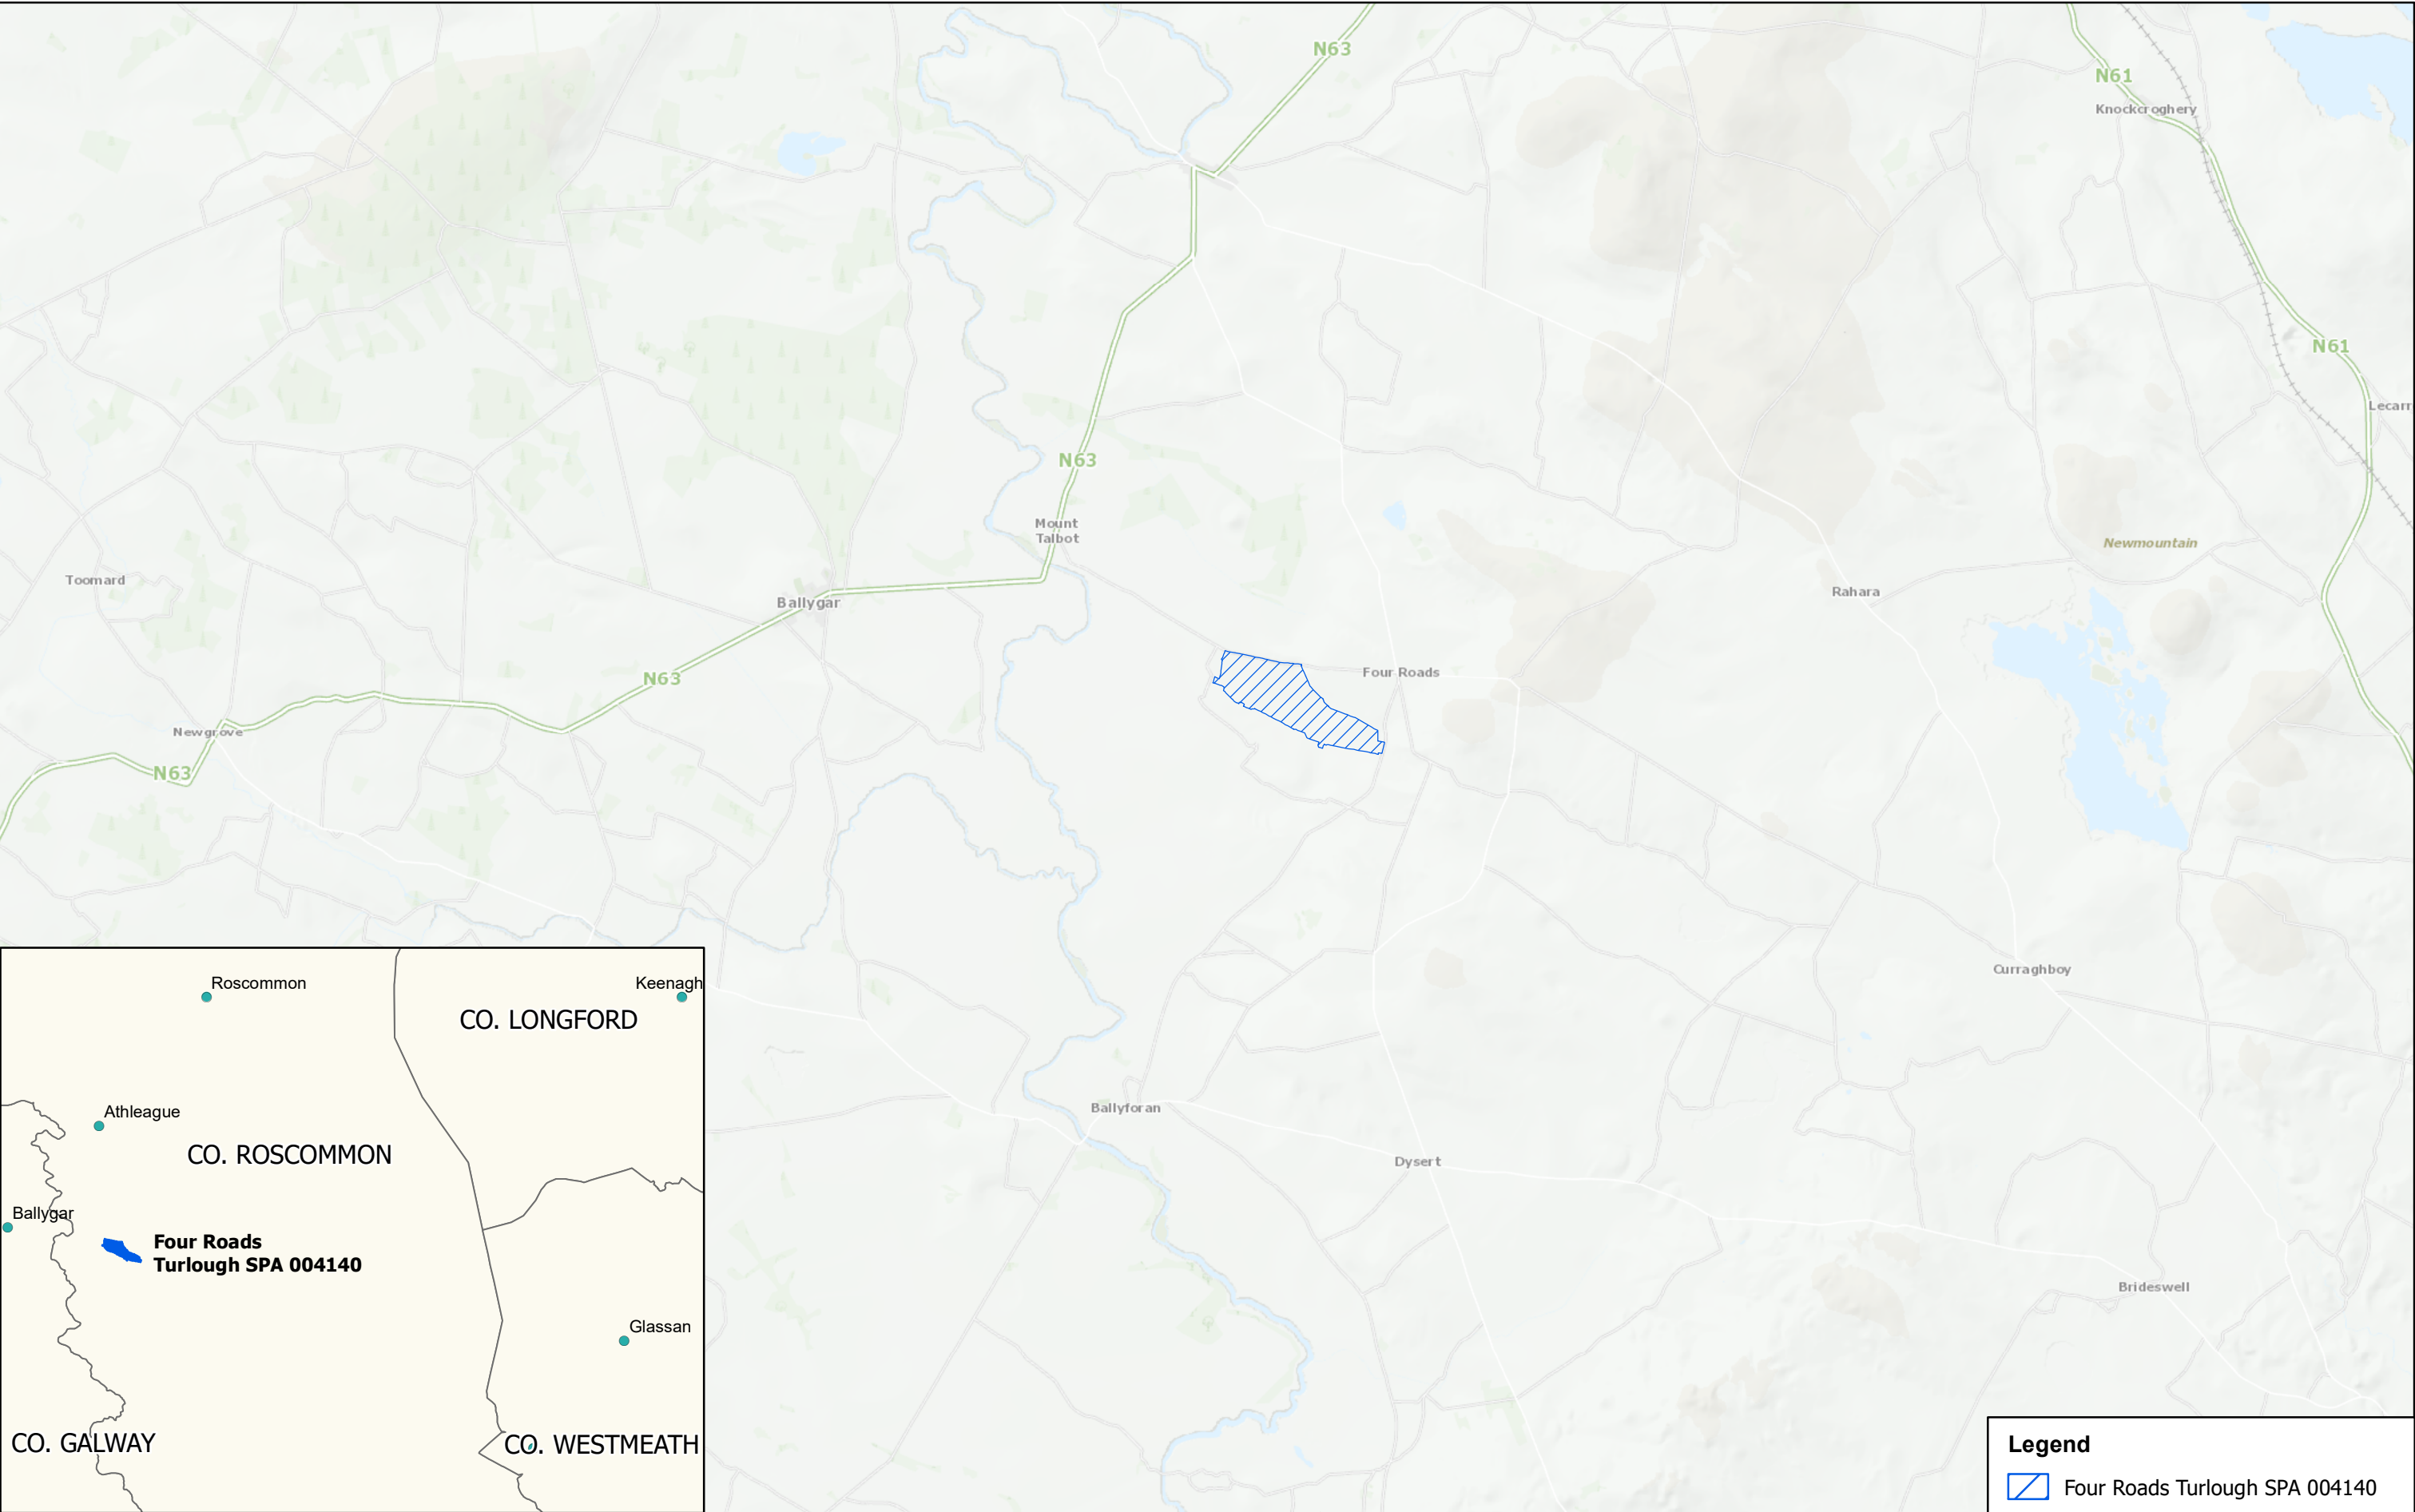 N63
N61
Knockcroghery
N61
Lecarr
N63
Mount
Talbot
Newmountain
Toomard
Ballygar
Rahara
N63
Four Roads
Newgrove
N63
Curraghboy
Ballyforan
Dysert
Brideswell
Roscommon
Keenagh
CO. LONGFORD
Athleague
CO. ROSCOMMON
Ballygar
Four Roads
Turlough SPA 004140
Glassan
CO. GALWAY
CO. WESTMEATH
Legend
Four Roads Turlough SPA 004140